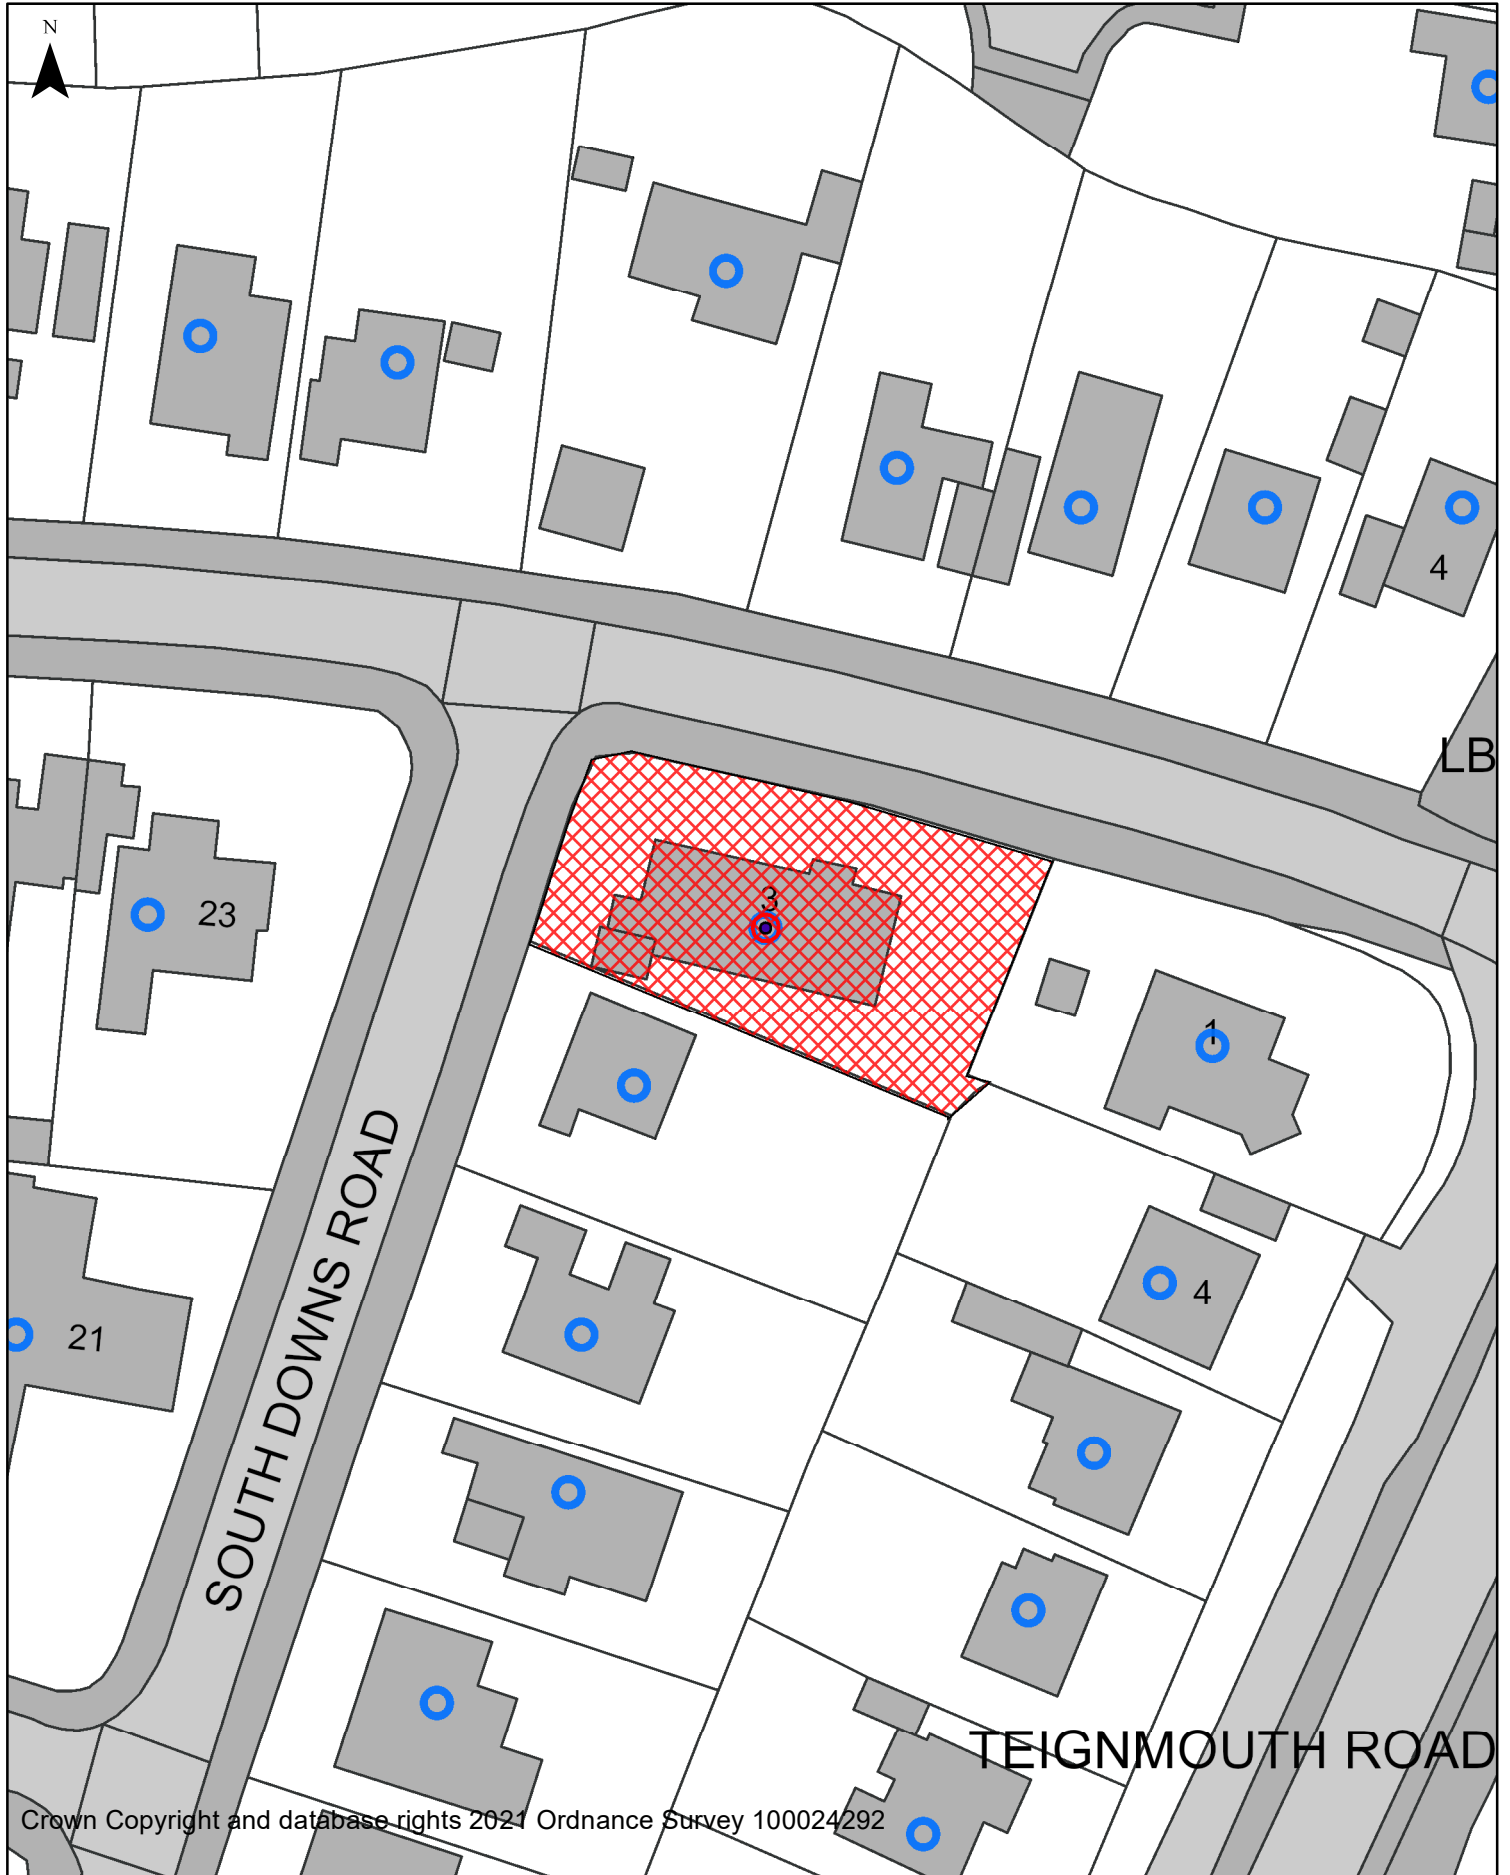 N
4
LB
3
23
1
SOUTH DOWNS ROAD
4
21
TEIGNMOUTH ROAD
Crown Copyright and database rights 2021 Ordnance Survey 100024292